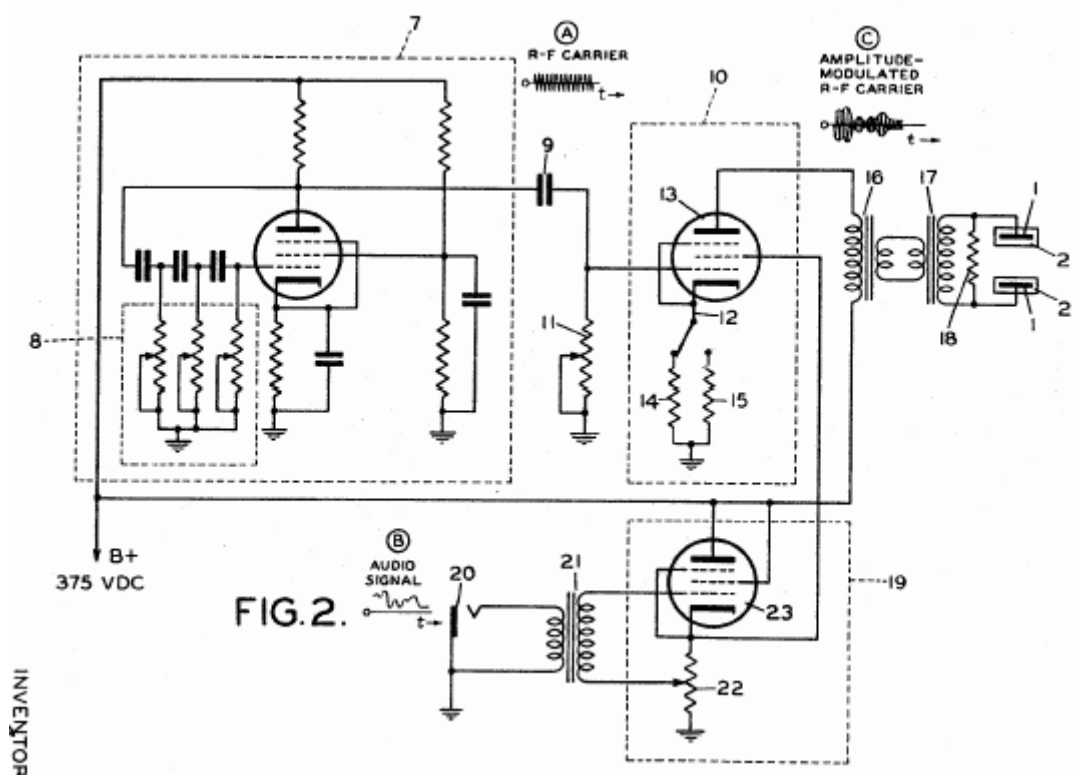 7
A
R-F CARRIER
t
C
AMPLITUDE-
MODULATED
R-F CARRIER
t
10
9
13
16
17
1
2
8
11
12
14
15
18
2
1
B+
375 VDC
B
AUDIO
SIGNAL
t
20
21
19
23
FIG.2.
22
INVENTOR